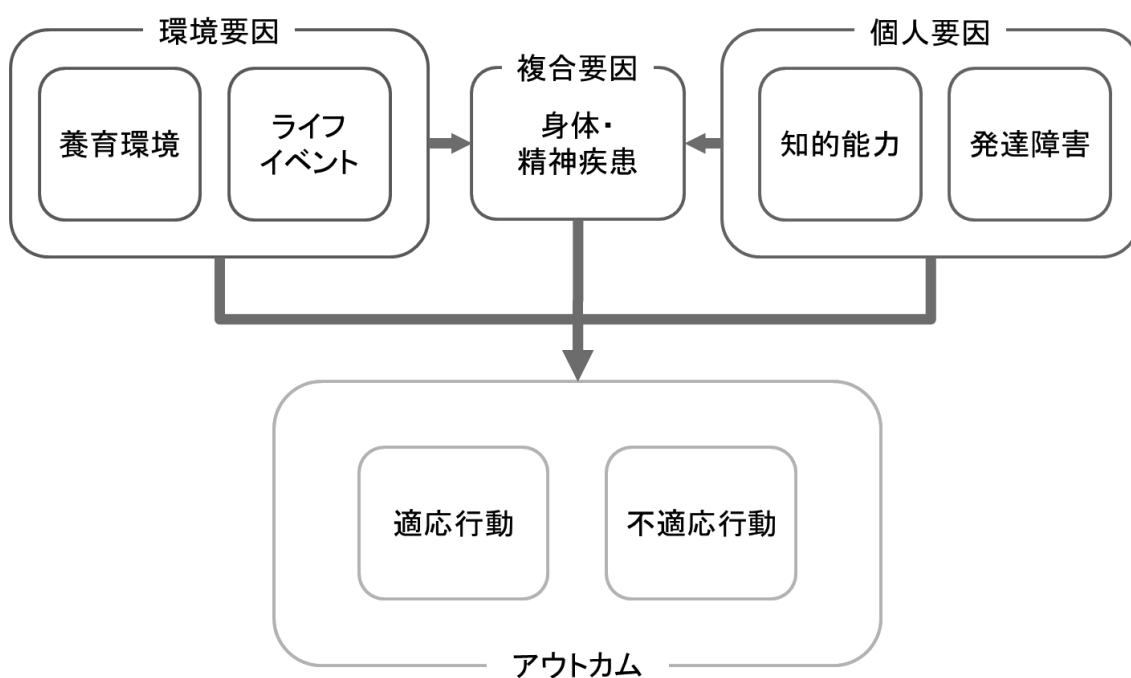 環境要因
養育環境
ライフ
イベント
複合要因
身体・
精神疾患
個人要因
知的能力
発達障害
適応行動
不適応行動
アウトカム